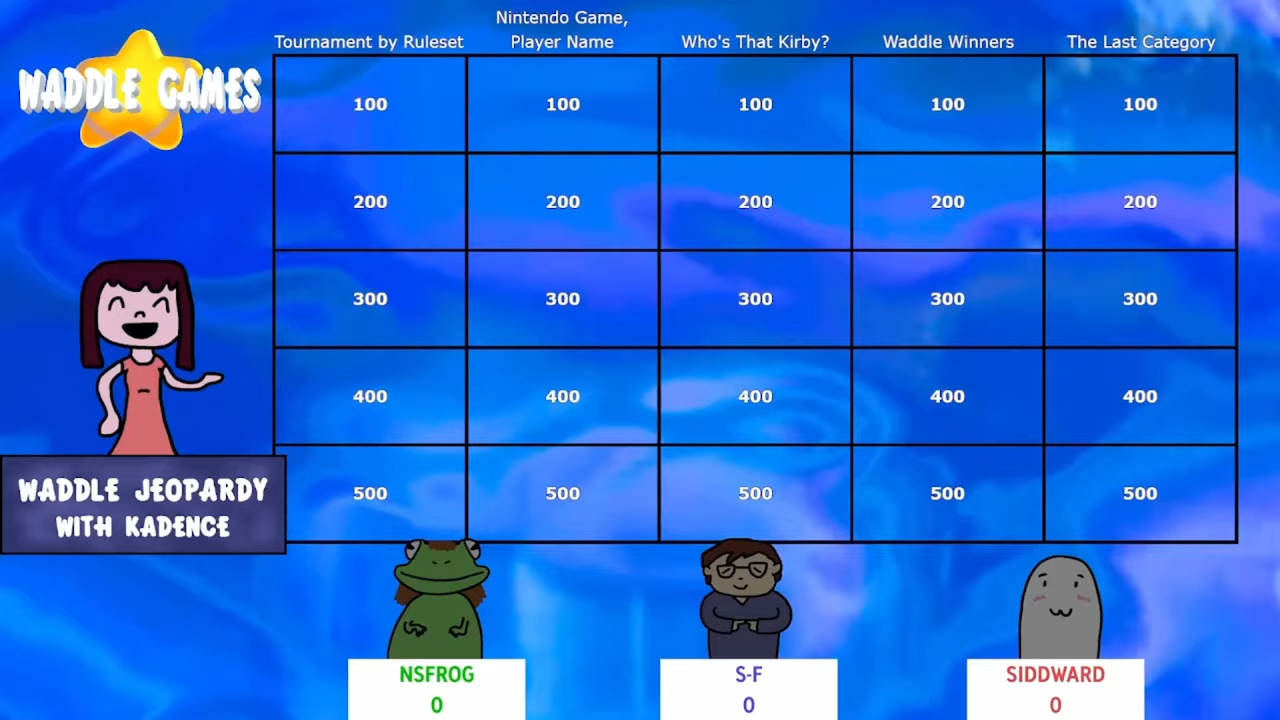 WADDLE GAMES
Nintendo Game,
Tournament by Ruleset Player Name Who's That Kirby? Waddle Winners The Last Category
100 100 100 100 100
200 200 200 200 200
300 300 300 300 300
400 400 400 400 400
500 500 500 500 500
WADDLE JEOPARDY
WITH KADENCE
NSFROG S-F SIDDWARD
0 0 0